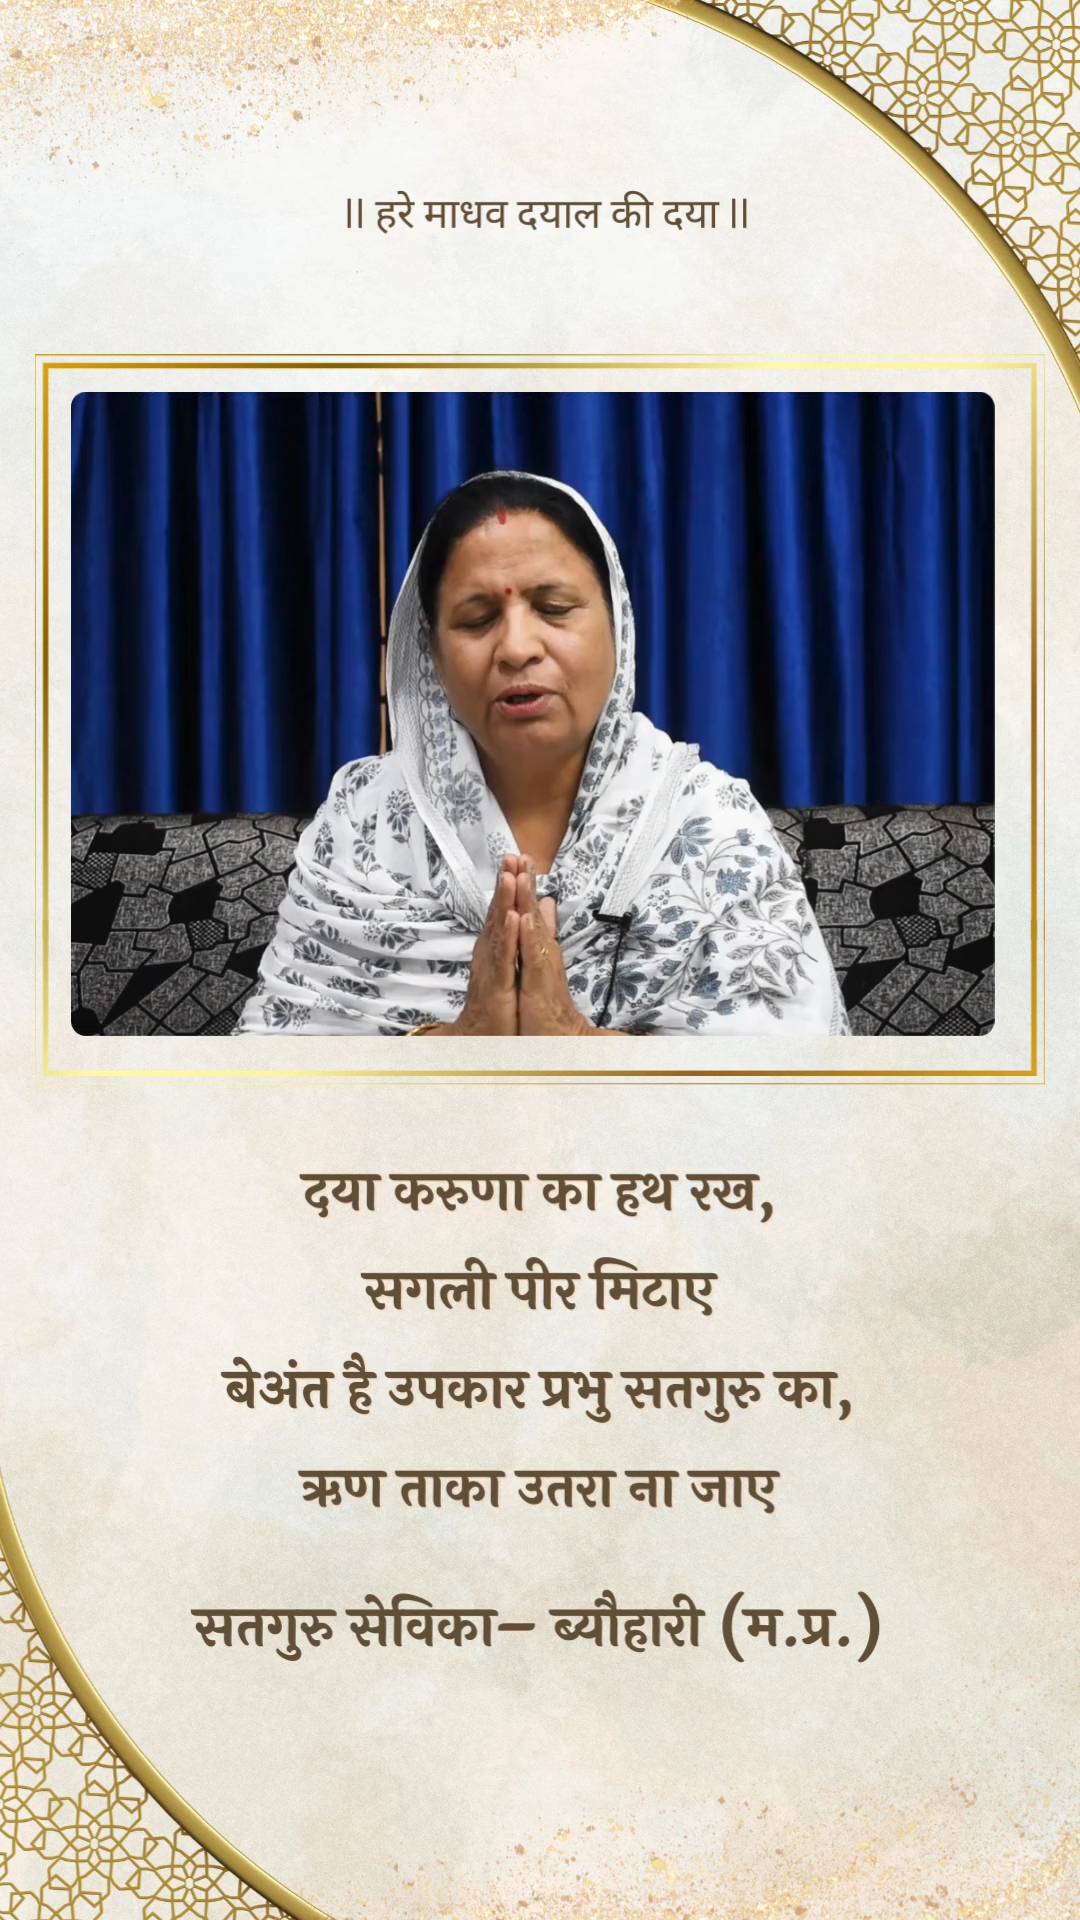 ॥ हरे माधव दयाल की दया ॥
दया करुणा का हथ रख,
सगली पीर मिटाए
बेअंत है उपकार प्रभु सतगुरु का,
ऋण ताका उतरा ना जाए
सतगुरु सेविका– ब्यौहारी (म.प्र.)